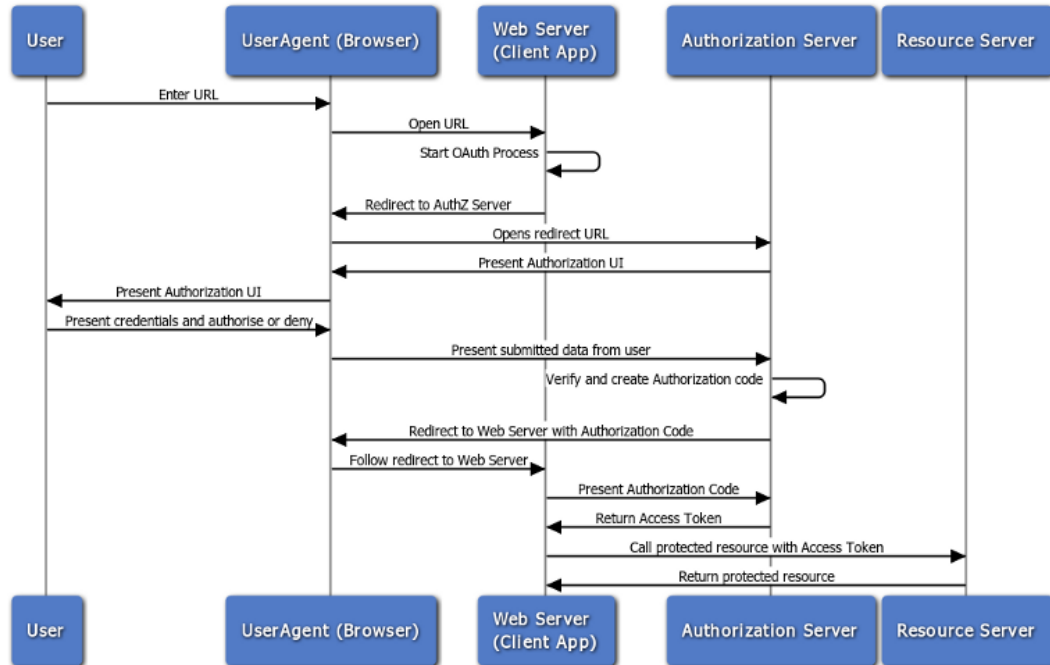 User
UserAgent (Browser)
Web Server
(Client App)
Authorization Server
Resource Server
Enter URL
Open URL
Start OAuth Process
Redirect to AuthZ Server
Opens redirect URL
Present Authorization UI
Present Authorization UI
Present credentials and authorise or deny
Present submitted data from user
Verify and create Authorization code
Redirect to Web Server with Authorization Code
Follow redirect to Web Server
Present Authorization Code
Return Access Token
Call protected resource with Access Token
Return protected resource
User
UserAgent (Browser)
Web Server
(Client App)
Authorization Server
Resource Server